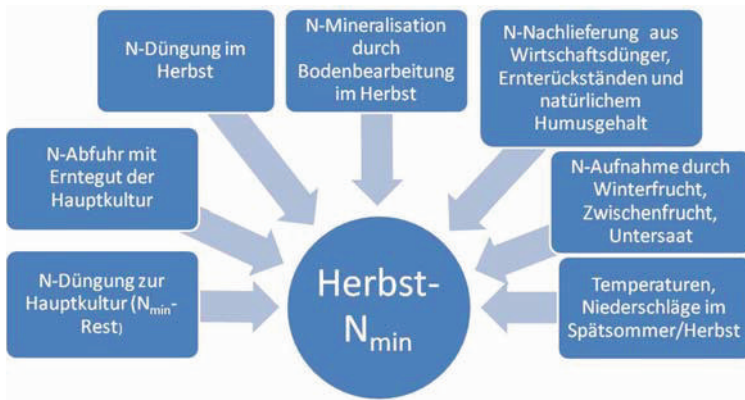 N-Düngung im
Herbst
N-Mineralisation
durch
Bodenbearbeitung
im Herbst
N-Nachlieferung aus
Wirtschaftsdünger,
Ernterückständen und
natürlichem
Humusgehalt
N-Abfuhr mit
Erntegut der
Hauptkultur
N-Aufnahme durch
Winterfrucht,
Zwischenfrucht,
Untersaat
N-Düngung zur
Hauptkultur (Nmin-
Rest)
Herbst-
Nmin
Temperaturen,
Niederschläge im
Spätsommer/Herbst